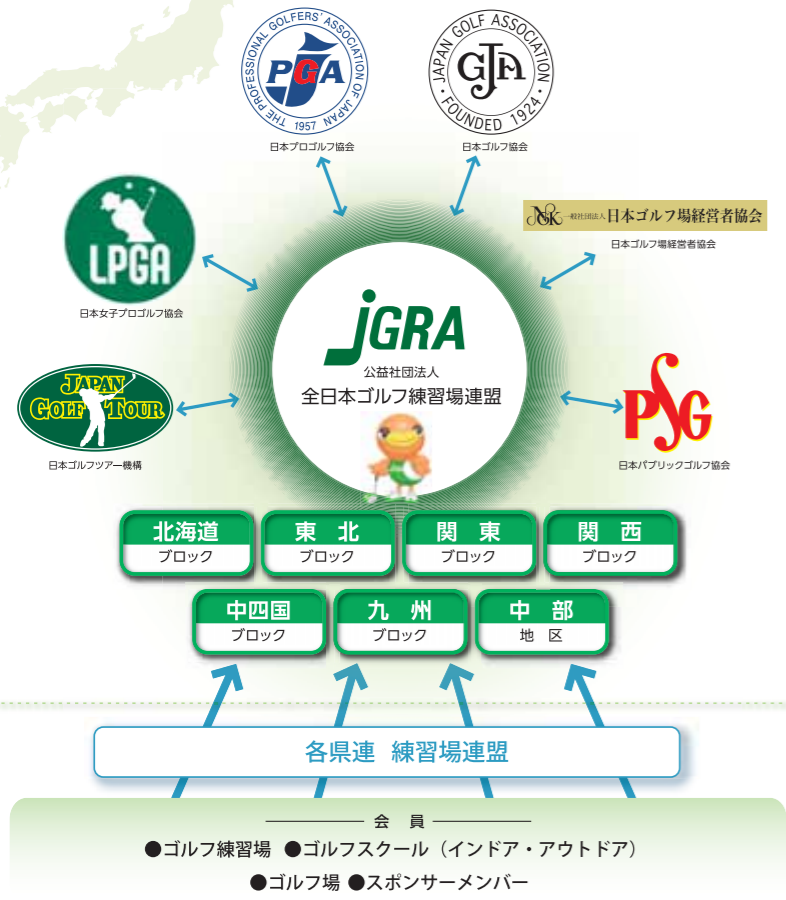 THE PROFESSIONAL GOLFERS' ASSOCIATION OF JAPAN
PGA
1957
日本プロゴルフ協会
JAPAN GOLF ASSOCIATION
JGA
FOUNDED 1924
日本ゴルフ協会
LPGA
日本女子プロゴルフ協会
NGK 一般社団法人 日本ゴルフ場経営者協会
日本ゴルフ場経営者協会
JGRA
公益社団法人
全日本ゴルフ練習場連盟
JAPAN
GOLF TOUR
日本ゴルフツアー機構
PSG
日本パブリックゴルフ協会
北海道
ブロック
東 北
ブロック
関 東
ブロック
関 西
ブロック
中四国
ブロック
九 州
ブロック
中 部
地 区
各県連 練習場連盟
会 員
●ゴルフ練習場 ●ゴルフスクール（インドア・アウトドア）
●ゴルフ場 ●スポンサーメンバー